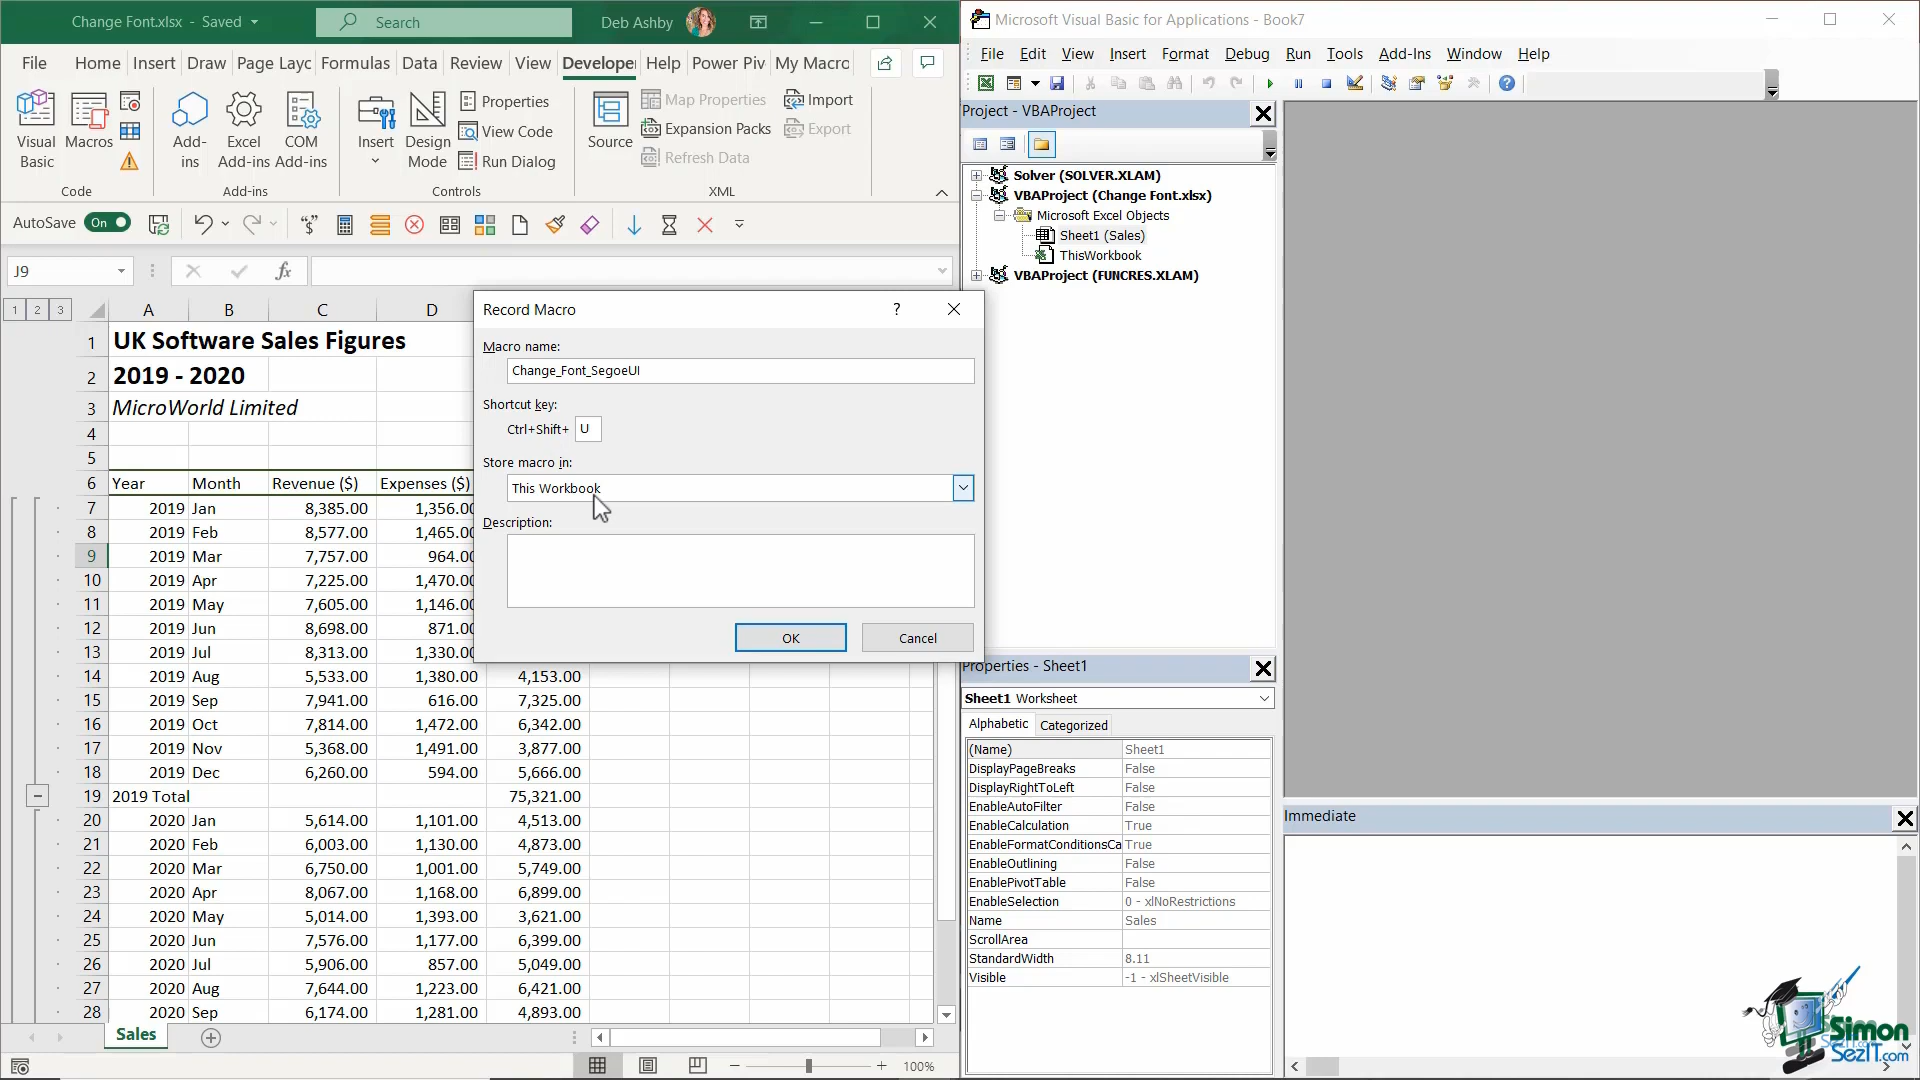 Change Font.xlsx - Saved
Search
Deb Ashby
File Home Insert Draw Page Layc Formulas Data Review View Develope Help Power Piv My Macro
Visual Basic
Macros
Code
Add-ins
Excel Add-ins
COM Add-ins
Add-ins
Insert
Design Mode
Properties
View Code
Run Dialog
Controls
Source
Map Properties
Expansion Packs
Refresh Data
Import
Export
XML
AutoSave On
J9
fx
1 2 3
A B C D
1 UK Software Sales Figures
2 2019 - 2020
3 MicroWorld Limited
4
5
6 Year Month Revenue ($) Expenses ($)
7 2019 Jan 8,385.00 1,356.00
8 2019 Feb 8,577.00 1,465.00
9 2019 Mar 7,757.00 964.00
10 2019 Apr 7,225.00 1,470.00
11 2019 May 7,605.00 1,146.00
12 2019 Jun 8,698.00 871.00
13 2019 Jul 8,313.00 1,330.00
14 2019 Aug 5,533.00 1,380.00 4,153.00
15 2019 Sep 7,941.00 616.00 7,325.00
16 2019 Oct 7,814.00 1,472.00 6,342.00
17 2019 Nov 5,368.00 1,491.00 3,877.00
18 2019 Dec 6,260.00 594.00 5,666.00
19 2019 Total 75,321.00
20 2020 Jan 5,614.00 1,101.00 4,513.00
21 2020 Feb 6,003.00 1,130.00 4,873.00
22 2020 Mar 6,750.00 1,001.00 5,749.00
23 2020 Apr 8,067.00 1,168.00 6,899.00
24 2020 May 5,014.00 1,393.00 3,621.00
25 2020 Jun 7,576.00 1,177.00 6,399.00
26 2020 Jul 5,906.00 857.00 5,049.00
27 2020 Aug 7,644.00 1,223.00 6,421.00
28 2020 Sep 6,174.00 1,281.00 4,893.00
Sales
100%
Record Macro
?
Macro name:
Change_Font_SegoeUI
Shortcut key:
Ctrl+Shift+ U
Store macro in:
This Workbook
Description:
OK Cancel
Microsoft Visual Basic for Applications - Book7
File Edit View Insert Format Debug Run Tools Add-Ins Window Help
Project - VBAProject
Solver (SOLVER.XLAM)
VBAProject (Change Font.xlsx)
Microsoft Excel Objects
Sheet1 (Sales)
ThisWorkbook
VBAProject (FUNCRES.XLAM)
Properties - Sheet1
Sheet1 Worksheet
Alphabetic Categorized
(Name) Sheet1
DisplayPageBreaks False
DisplayRightToLeft False
EnableAutoFilter False
EnableCalculation True
EnableFormatConditionsCa True
EnableOutlining False
EnablePivotTable False
EnableSelection 0 - xlNoRestrictions
Name Sales
ScrollArea
StandardWidth 8.11
Visible -1 - xlSheetVisible
Immediate
Simon
SezIT.com